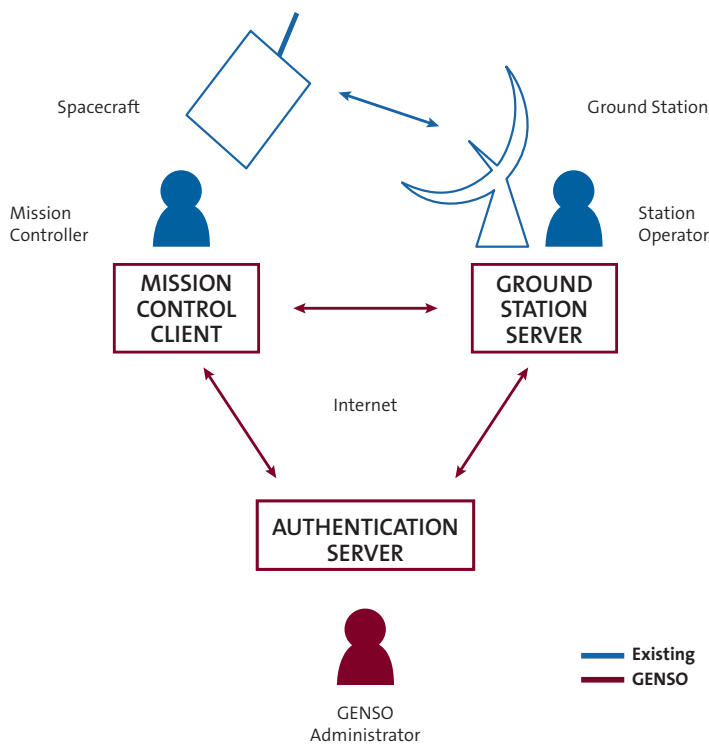 Spacecraft
Ground Station
Mission
Controller
Station
Operator
MISSION
CONTROL
CLIENT
GROUND
STATION
SERVER
Internet
AUTHENTICATION
SERVER
Existing
GENSO
GENSO
Administrator